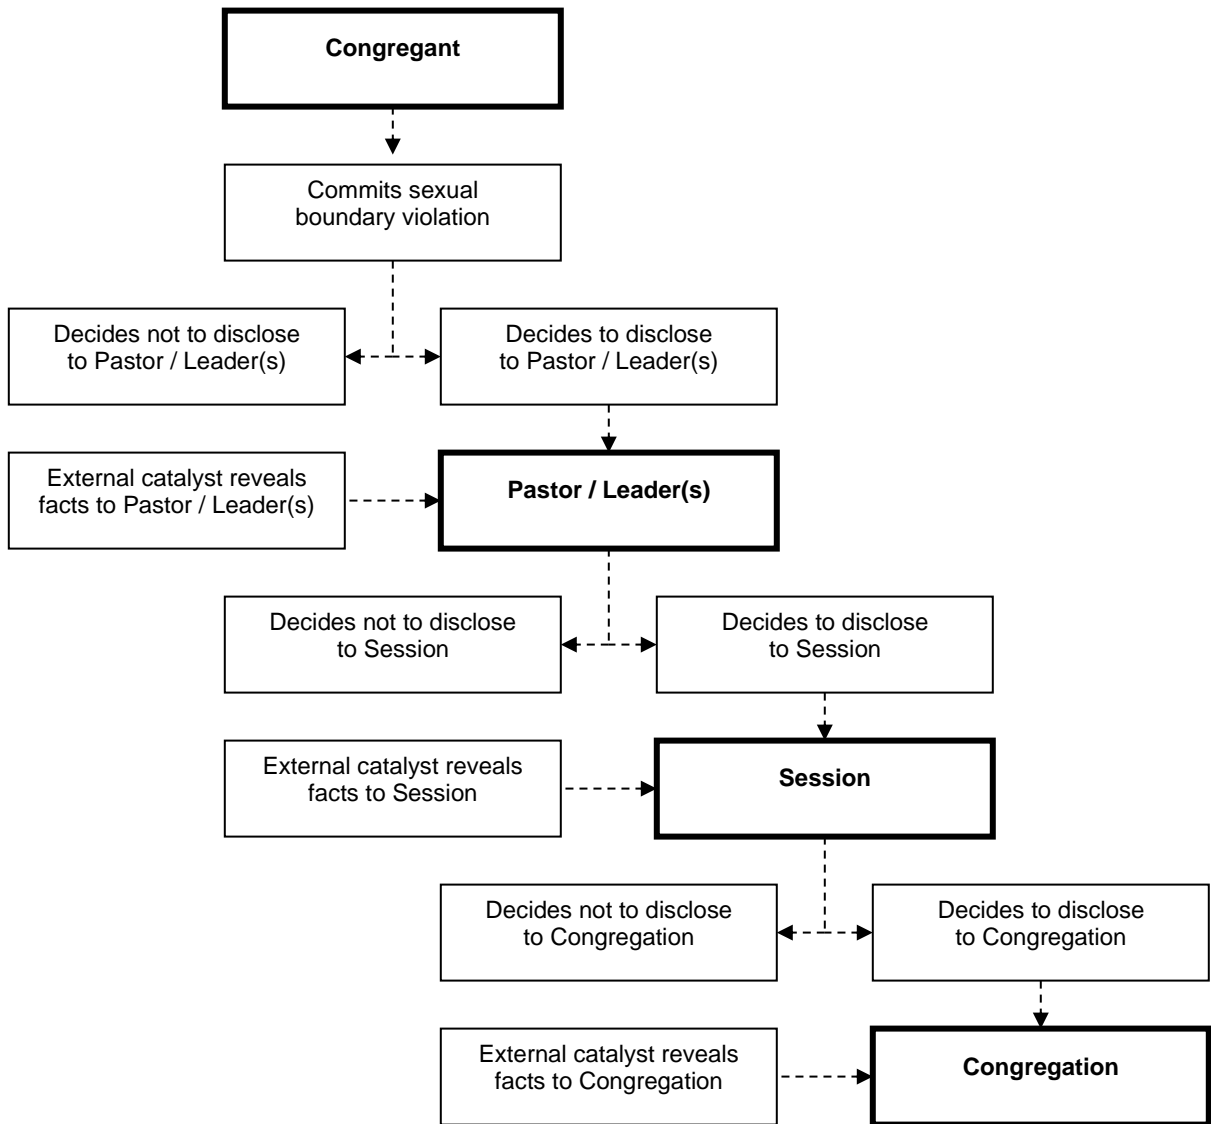 Congregant
Commits sexual
boundary violation
Decides not to disclose
to Pastor / Leader(s)
Decides to disclose
to Pastor / Leader(s)
External catalyst reveals
facts to Pastor / Leader(s)
Pastor / Leader(s)
Decides not to disclose
to Session
Decides to disclose
to Session
External catalyst reveals
facts to Session
Session
Decides not to disclose
to Congregation
Decides to disclose
to Congregation
External catalyst reveals
facts to Congregation
Congregation